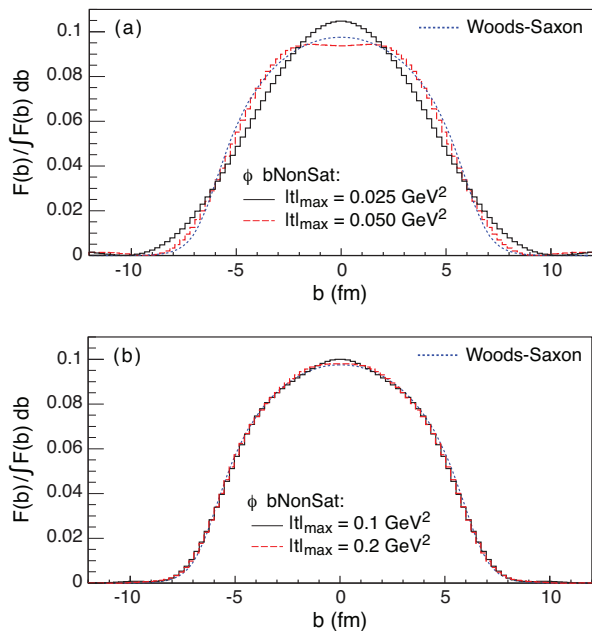 (a)
Woods-Saxon
F(b)/∫F(b) db
0.1
0.08
0.06
0.04
0.02
0
ϕ bNonSat:
|t|max = 0.025 GeV²
|t|max = 0.050 GeV²
-10 -5 0 5 10
b (fm)
(b)
Woods-Saxon
F(b)/∫F(b) db
0.1
0.08
0.06
0.04
0.02
0
ϕ bNonSat:
|t|max = 0.1 GeV²
|t|max = 0.2 GeV²
-10 -5 0 5 10
b (fm)